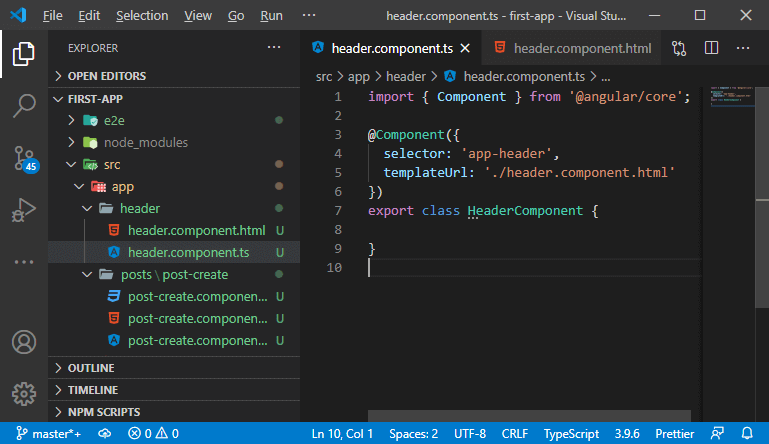 File Edit Selection View Go Run ··· header.component.ts - first-app - Visual Stu...
EXPLORER ···
OPEN EDITORS
FIRST-APP
e2e
node_modules
src
app
header
header.component.html U
header.component.ts U
posts \ post-create
post-create.componen... U
post-create.componen... U
post-create.componen... U
OUTLINE
TIMELINE
NPM SCRIPTS
45
header.component.ts header.component.html
src > app > header > header.component.ts > ...
1 import { Component } from '@angular/core';
2
3 @Component({
4 selector: 'app-header',
5 templateUrl: './header.component.html'
6 })
7 export class HeaderComponent {
8
9 }
10
master*+ 0 0 Ln 10, Col 1 Spaces: 2 UTF-8 CRLF TypeScript 3.9.6 Prettier